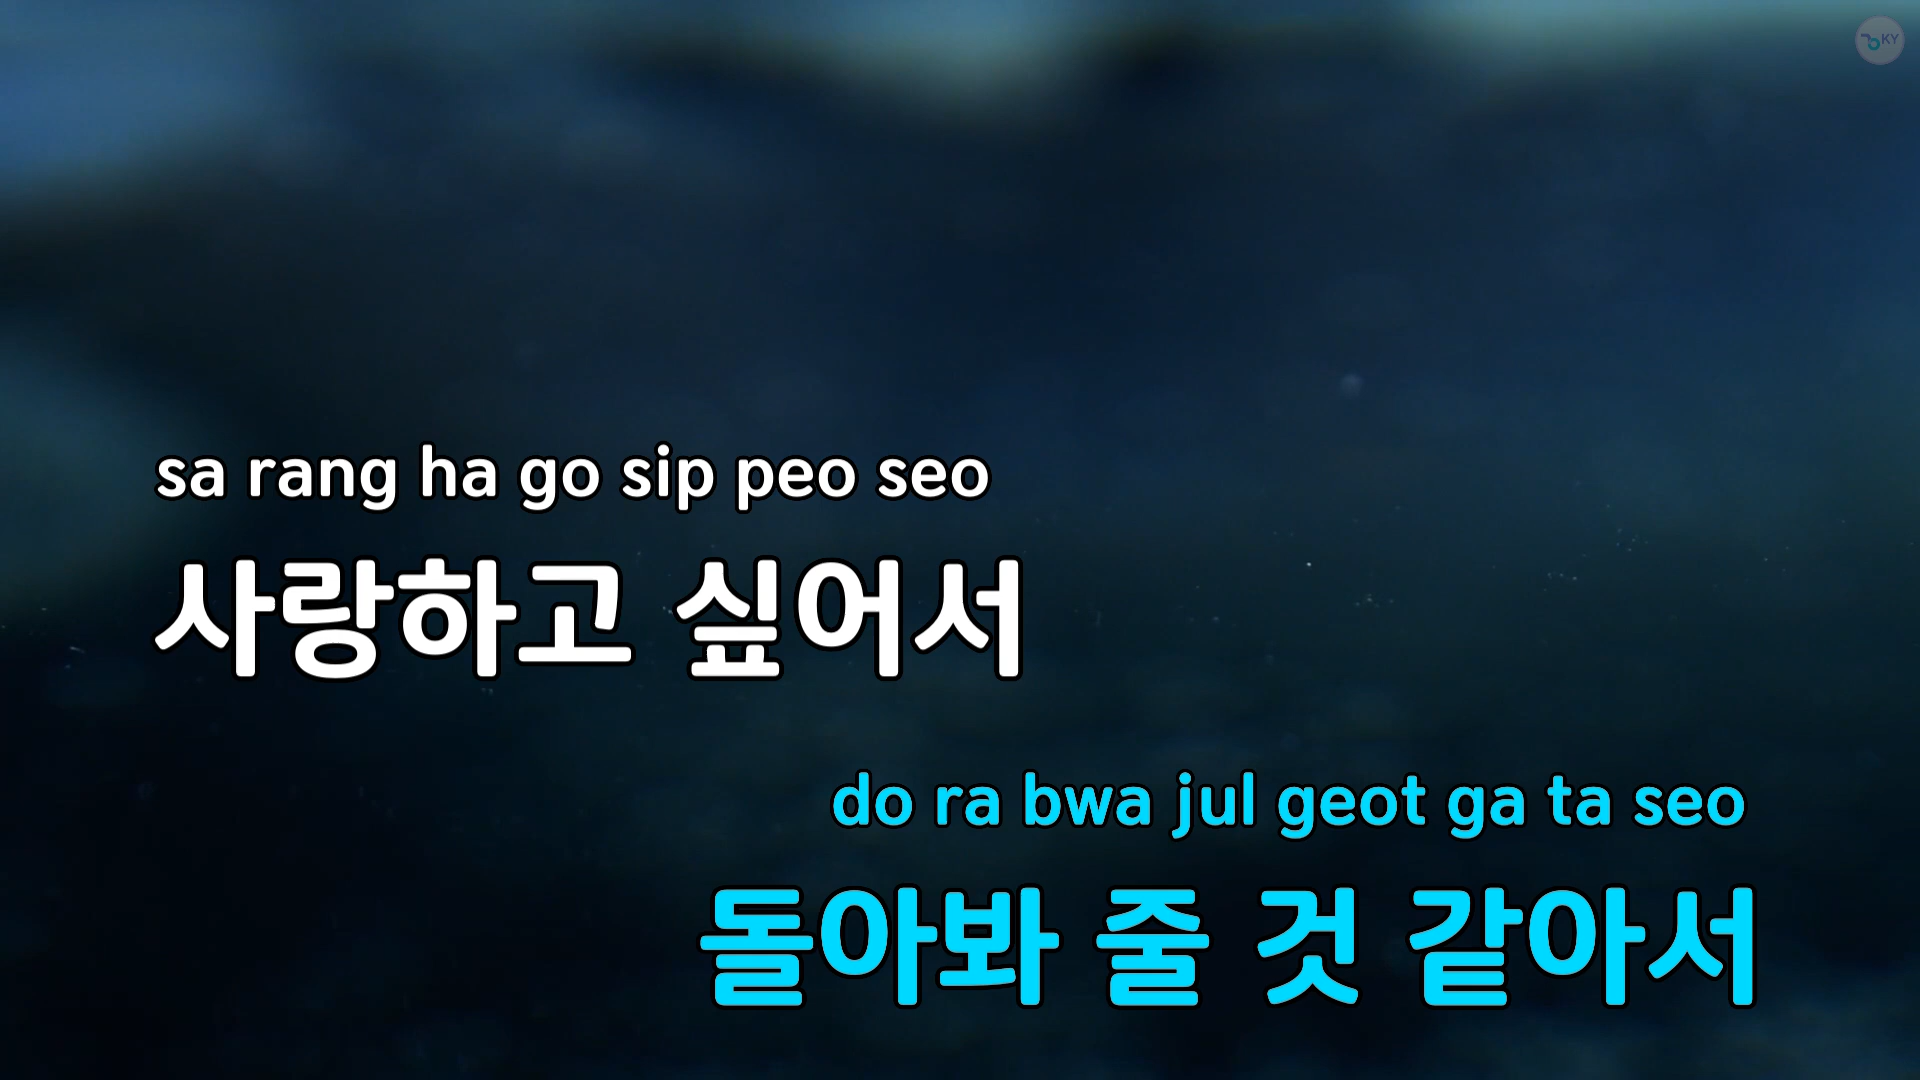 KY
sa rang ha go sip peo seo
사랑하고 싶어서
do ra bwa jul geot ga ta seo
돌아봐 줄 것 같아서